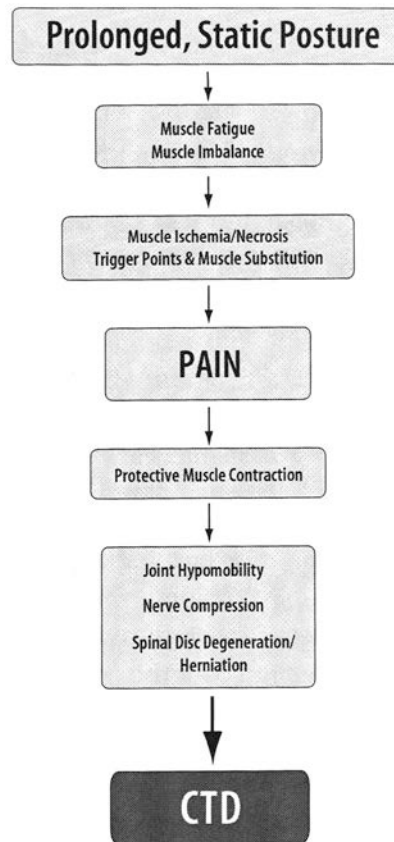 Prolonged, Static Posture
Muscle Fatigue
Muscle Imbalance
Muscle Ischemia/Necrosis
Trigger Points & Muscle Substitution
PAIN
Protective Muscle Contraction
Joint Hypomobility
Nerve Compression
Spinal Disc Degeneration/
Herniation
CTD